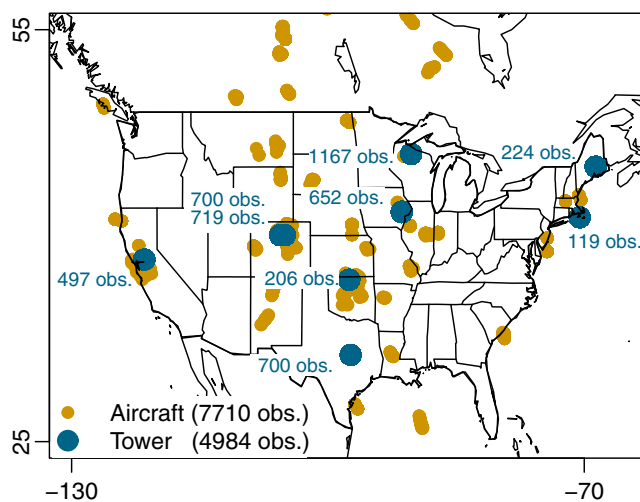 55
1167 obs.
224 obs.
700 obs.
652 obs.
719 obs.
119 obs.
497 obs.
206 obs.
700 obs.
Aircraft (7710 obs.)
Tower (4984 obs.)
25
−130
−70